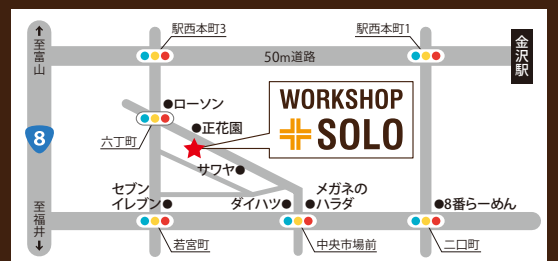 ↑至富山
駅西本町3
駅西本町1
金沢駅
50m道路
8
●ローソン
●正花園
六丁町
WORKSHOP
SOLO
サワヤ●
セブン
イレブン●
ダイハツ●
メガネの
●ハラダ
●8番らーめん
至福井↓
若宮町
中央市場前
二口町